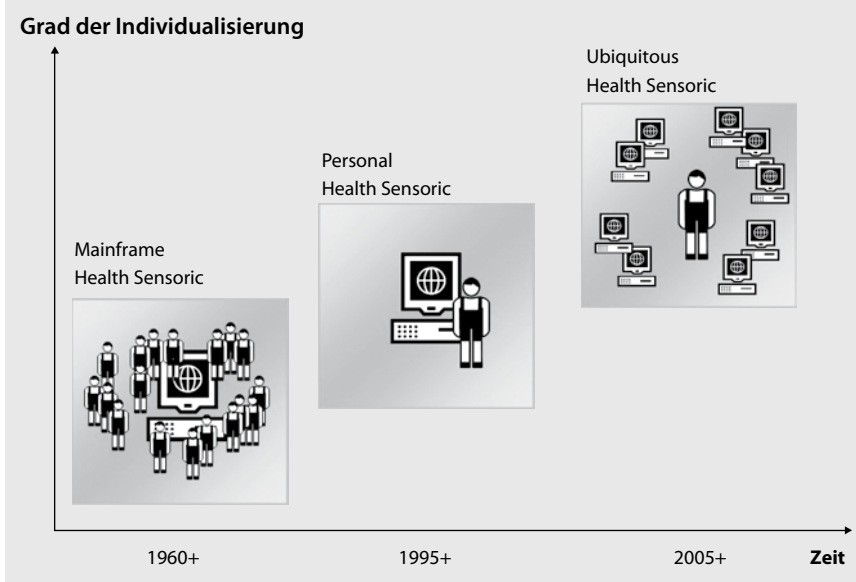 Grad der Individualisierung
Ubiquitous
Health Sensoric
Personal
Health Sensoric
Mainframe
Health Sensoric
1960+
1995+
2005+
Zeit